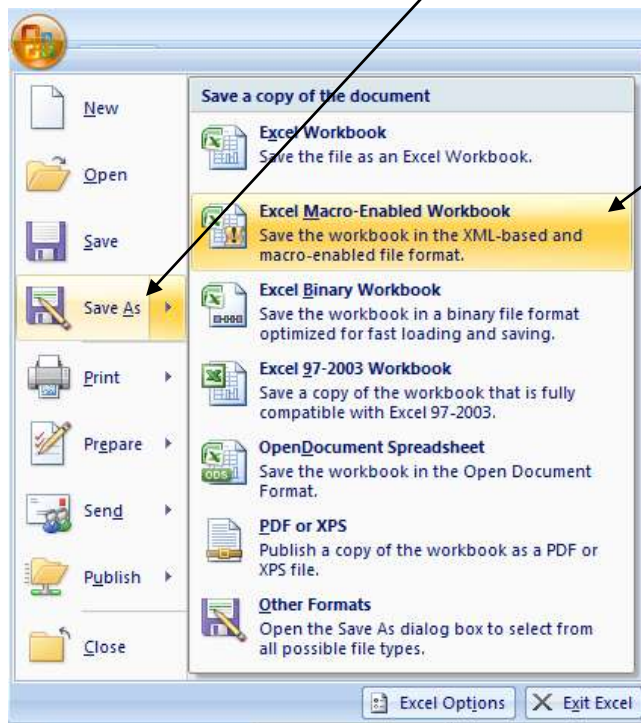 New
Open
Save
Save As
Print
Prepare
Send
Publish
Close
Save a copy of the document
Excel Workbook
Save the file as an Excel Workbook.
Excel Macro-Enabled Workbook
Save the workbook in the XML-based and
macro-enabled file format.
Excel Binary Workbook
Save the workbook in a binary file format
optimized for fast loading and saving.
Excel 97-2003 Workbook
Save a copy of the workbook that is fully
compatible with Excel 97-2003.
OpenDocument Spreadsheet
Save the workbook in the Open Document
Format.
PDF or XPS
Publish a copy of the workbook as a PDF or
XPS file.
Other Formats
Open the Save As dialog box to select from
all possible file types.
Excel Options
Exit Excel